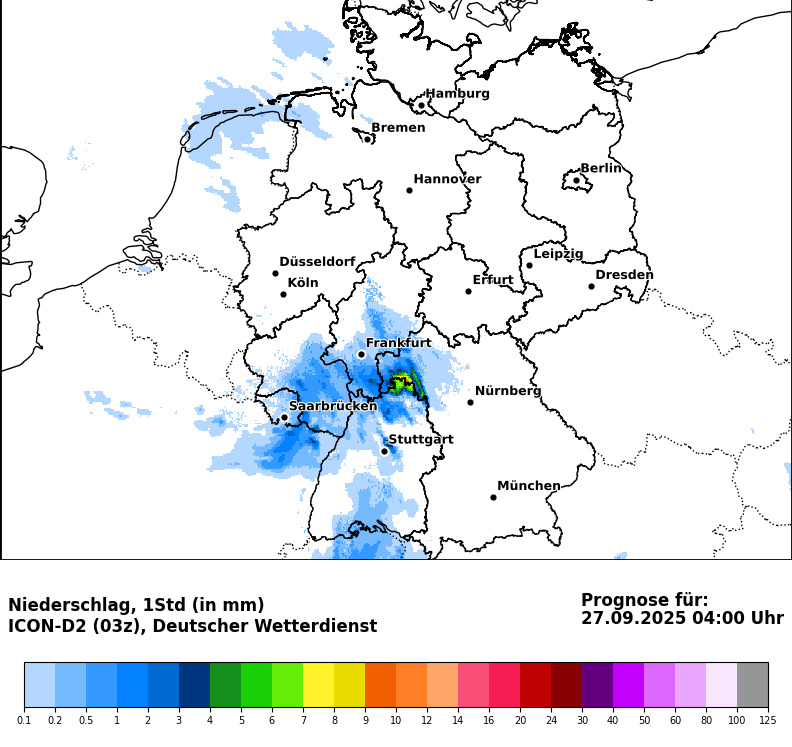 Hamburg
Bremen
Berlin
Hannover
Leipzig
Düsseldorf
Dresden
Erfurt
Köln
Frankfurt
Nürnberg
Saarbrücken
Stuttgart
München
Niederschlag, 1Std (in mm)
ICON-D2 (03z), Deutscher Wetterdienst
Prognose für:
27.09.2025 04:00 Uhr
0.1 0.2 0.5 1 2 3 4 5 6 7 8 9 10 12 14 16 20 24 30 40 50 60 80 100 125